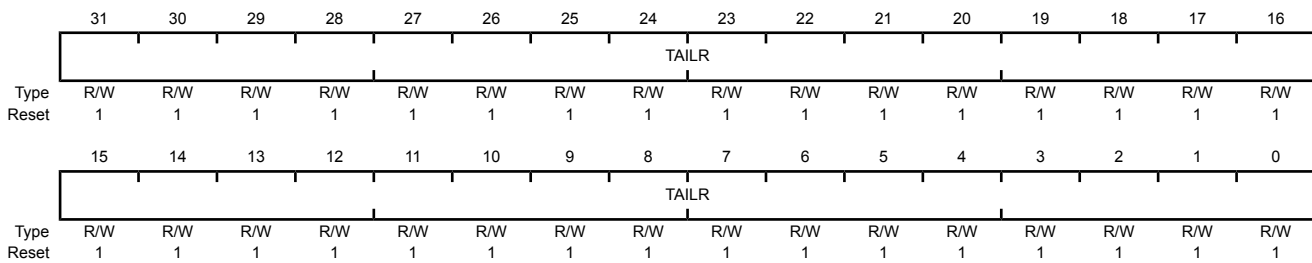 31 30 29 28 27 26 25 24 23 22 21 20 19 18 17 16
TAILR
Type R/W R/W R/W R/W R/W R/W R/W R/W R/W R/W R/W R/W R/W R/W R/W R/W
Reset 1 1 1 1 1 1 1 1 1 1 1 1 1 1 1 1
15 14 13 12 11 10 9 8 7 6 5 4 3 2 1 0
TAILR
Type R/W R/W R/W R/W R/W R/W R/W R/W R/W R/W R/W R/W R/W R/W R/W R/W
Reset 1 1 1 1 1 1 1 1 1 1 1 1 1 1 1 1